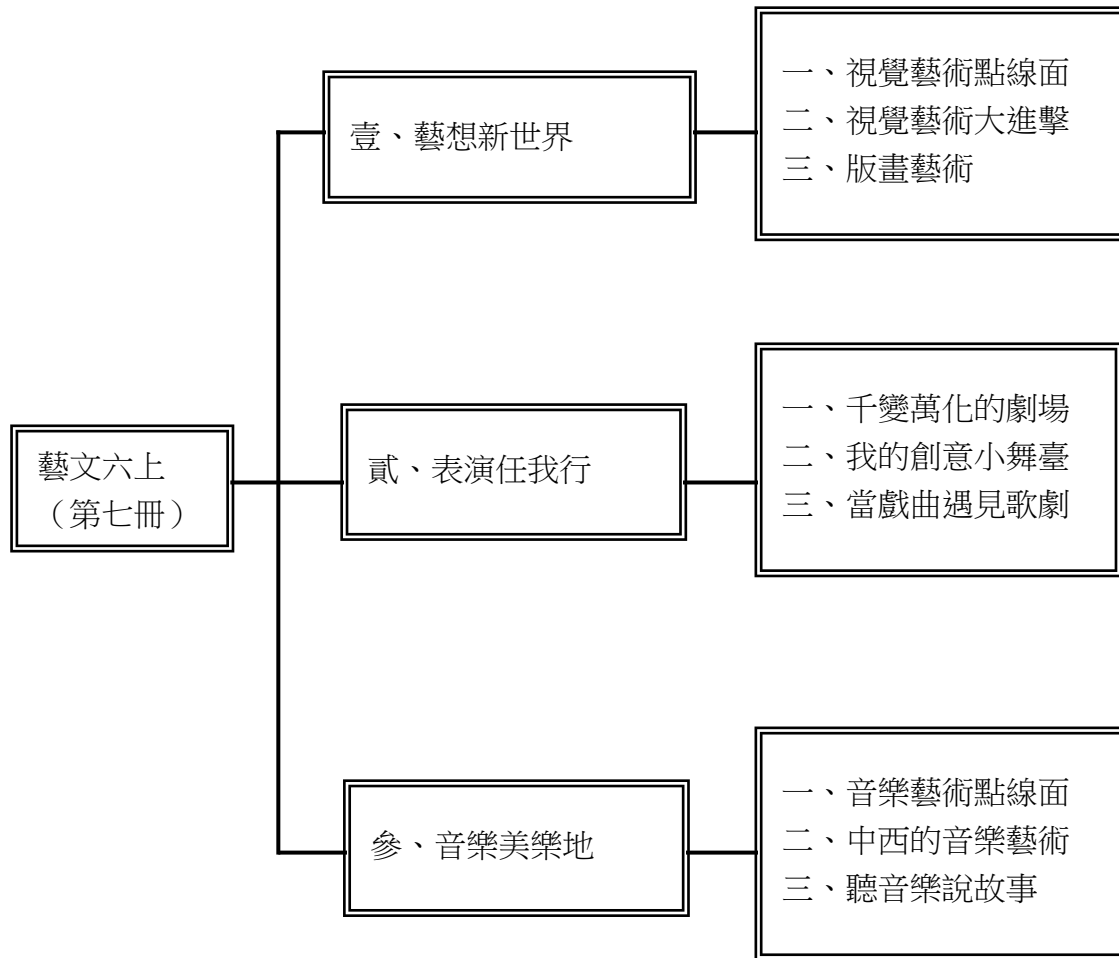 藝文六上
（第七冊）
壹、藝想新世界
一、視覺藝術點線面
二、視覺藝術大進擊
三、版畫藝術
貳、表演任我行
一、千變萬化的劇場
二、我的創意小舞臺
三、當戲曲遇見歌劇
參、音樂美樂地
一、音樂藝術點線面
二、中西的音樂藝術
三、聽音樂說故事